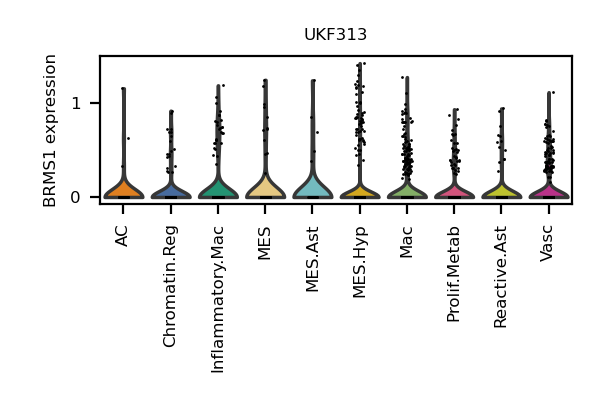 UKF313
BRMS1 expression
1
0
AC
Chromatin.Reg
Inflammatory.Mac
MES
MES.Ast
MES.Hyp
Mac
Prolif.Metab
Reactive.Ast
Vasc